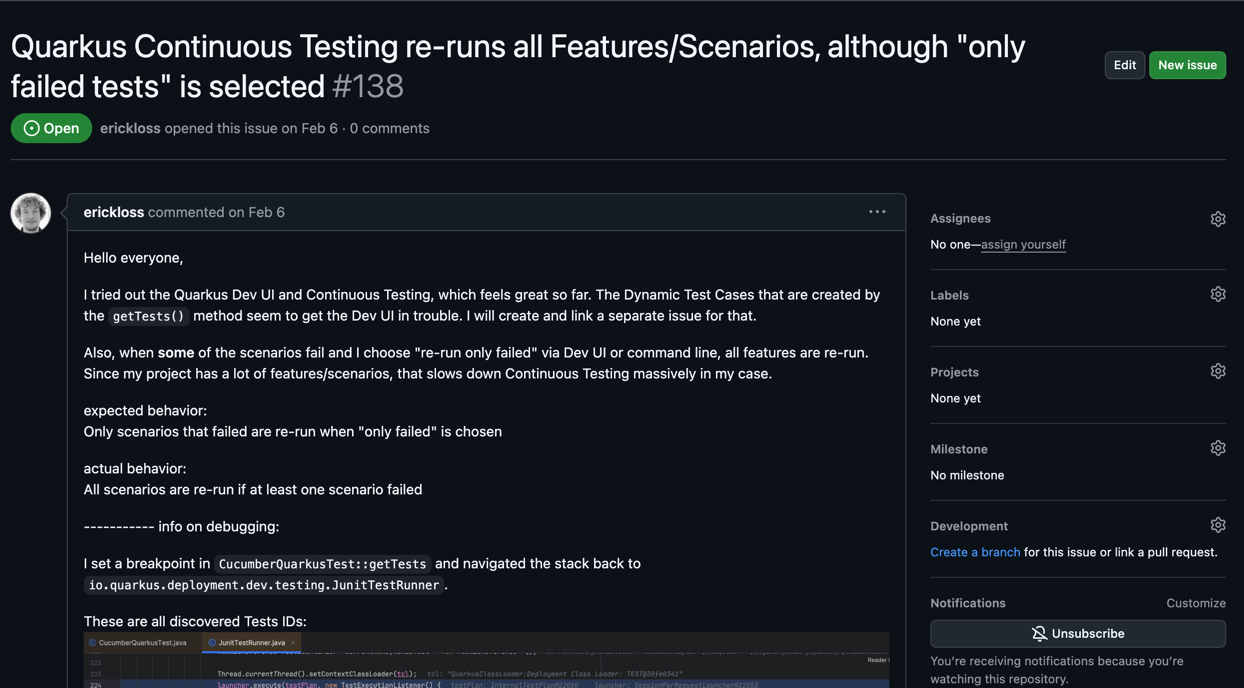 Quarkus Continuous Testing re-runs all Features/Scenarios, although "only
failed tests" is selected #138
Edit
New issue
Open
erickloss opened this issue on Feb 6 · 0 comments
erickloss commented on Feb 6
Hello everyone,
I tried out the Quarkus Dev UI and Continuous Testing, which feels great so far. The Dynamic Test Cases that are created by
the getTests() method seem to get the Dev UI in trouble. I will create and link a separate issue for that.
Also, when some of the scenarios fail and I choose "re-run only failed" via Dev UI or command line, all features are re-run.
Since my project has a lot of features/scenarios, that slows down Continuous Testing massively in my case.
expected behavior:
Only scenarios that failed are re-run when "only failed" is chosen
actual behavior:
All scenarios are re-run if at least one scenario failed
----------- info on debugging:
I set a breakpoint in CucumberQuarkusTest::getTests and navigated the stack back to
io.quarkus.deployment.dev.testing.JunitTestRunner.
These are all discovered Tests IDs:
CucumberQuarkusTest.java
JunitTestRunner.java ×
222
Reader
223 Thread.currentThread().setContextClassLoader(tcl); tcl: "QuarkusClassLoader:Deployment Class Loader: TEST@30fe0341"
224 launcher.execute(testPlan, new TestExecutionListener() { testPlan: InternalTestPlan@22050 launcher: SessionPerRequestLauncher@22053
Assignees
No one—assign yourself
Labels
None yet
Projects
None yet
Milestone
No milestone
Development
Create a branch for this issue or link a pull request.
Notifications
Customize
Unsubscribe
You're receiving notifications because you're
watching this repository.